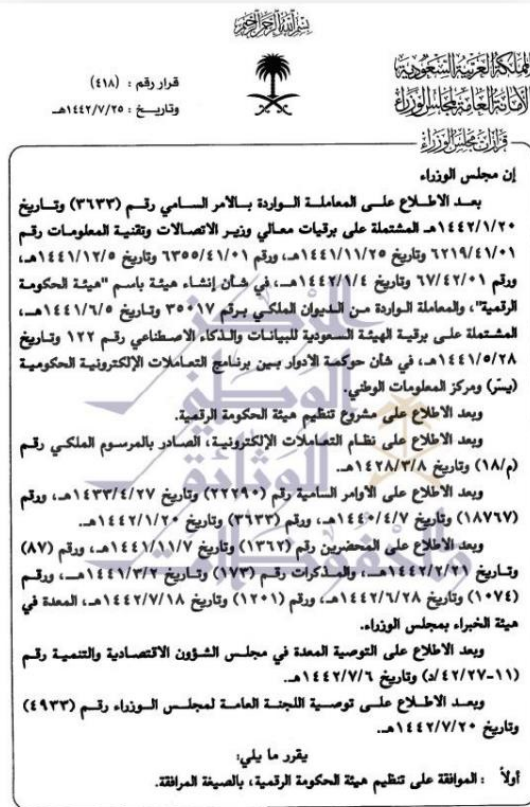 بسم الله الرحمن الرحيم
المملكة العربية السعودية
الأمانة العامة لمجلس الوزراء
قرار رقم : (٤١٨)
وتاريخ : ١٤٤٢/٧/٢٥هـ
قرارات مجلس الوزراء
إن مجلس الوزراء
بعد الاطلاع على المعاملة الواردة بالأمر السامي رقم (٣٦٣٣) وتاريخ
١٤٤٢/١/٢٠هـ المشتملة على برقيات معالي وزير الاتصالات وتقنية المعلومات رقم
٦٢١٩/٤١/٠١ وتاريخ ١٤٤١/١١/٢٥هـ، ورقم ٦٣٥٥/٤١/٠١ وتاريخ ١٤٤١/١٢/٥هـ،
ورقم ٦٧/٤٢/٠١ وتاريخ ١٤٤٢/١/٤هـ، في شأن إنشاء هيئة باسم "هيئة الحكومة
الرقمية"، والمعاملة الواردة من الديوان الملكي برقم ٣٥٠١٧ وتاريخ ١٤٤١/٦/٥هـ،
المشتملة على برقية الهيئة السعودية للبيانات والذكاء الاصطناعي رقم ١٢٢ وتاريخ
١٤٤١/٥/٢٨هـ، في شأن حوكمة الأدوار بين برنامج التعاملات الإلكترونية الحكومية
(يسّر) ومركز المعلومات الوطني.
وبعد الاطلاع على مشروع تنظيم هيئة الحكومة الرقمية.
وبعد الاطلاع على نظام التعاملات الإلكترونية، الصادر بالمرسوم الملكي رقم
(م/١٨) وتاريخ ١٤٢٨/٣/٨هـ.
وبعد الاطلاع على الأوامر السامية رقم (٢٢٢٩٠) وتاريخ ١٤٣٣/٤/٢٧هـ، ورقم
(١٨٧٦٧) وتاريخ ١٤٤٠/٤/٧هـ، ورقم (٣٦٣٣) وتاريخ ١٤٤٢/١/٢٠هـ.
وبعد الاطلاع على المحضرين رقم (١٣٦٢) وتاريخ ١٤٤١/١١/٧هـ، ورقم (٨٧)
وتاريخ ١٤٤٢/٢/٢١هـ، والمذكرات رقم (١٧٣) وتاريخ ١٤٤١/٣/٢هـ، ورقم
(١٠٧٤) وتاريخ ١٤٤٢/٦/٢٨هـ، ورقم (١٢٠١) وتاريخ ١٤٤٢/٧/١٨هـ، المعدة في
هيئة الخبراء بمجلس الوزراء.
وبعد الاطلاع على التوصية المعدة في مجلس الشؤون الاقتصادية والتنمية رقم
(١١-٤٢/٢٧/د) وتاريخ ١٤٤٢/٧/٦هـ.
وبعد الاطلاع على توصية اللجنة العامة لمجلس الوزراء رقم (٤٩٣٣)
وتاريخ ١٤٤٢/٧/٢٠هـ.
يقرر ما يلي:
أولاً : الموافقة على تنظيم هيئة الحكومة الرقمية، بالصيغة المرافقة.
المركز
الوطني
للوثائق
والمحفوظات